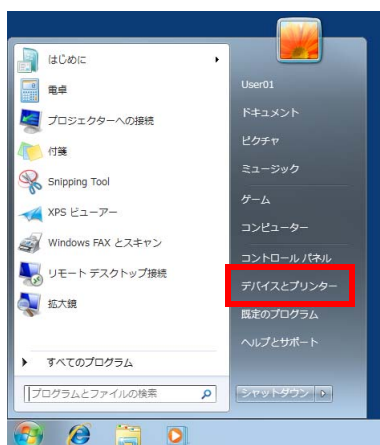 はじめに
電卓
プロジェクターへの接続
付箋
Snipping Tool
XPS ビューアー
Windows FAX とスキャン
リモート デスクトップ接続
拡大鏡
すべてのプログラム
プログラムとファイルの検索
User01
ドキュメント
ピクチャ
ミュージック
ゲーム
コンピューター
コントロール パネル
デバイスとプリンター
既定のプログラム
ヘルプとサポート
シャットダウン